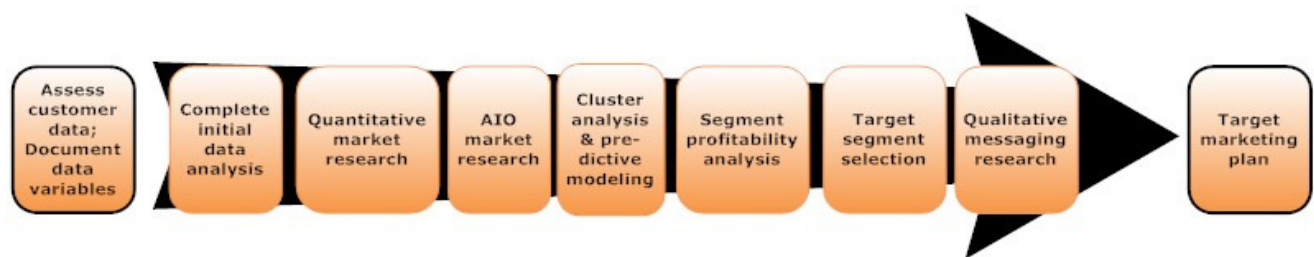 Assess
customer
data;
Document
data
variables
Complete
initial
data
analysis
Quantitative
market
research
AIO
market
research
Cluster
analysis
& pre-
dictive
modeling
Segment
profitability
analysis
Target
segment
selection
Qualitative
messaging
research
Target
marketing
plan